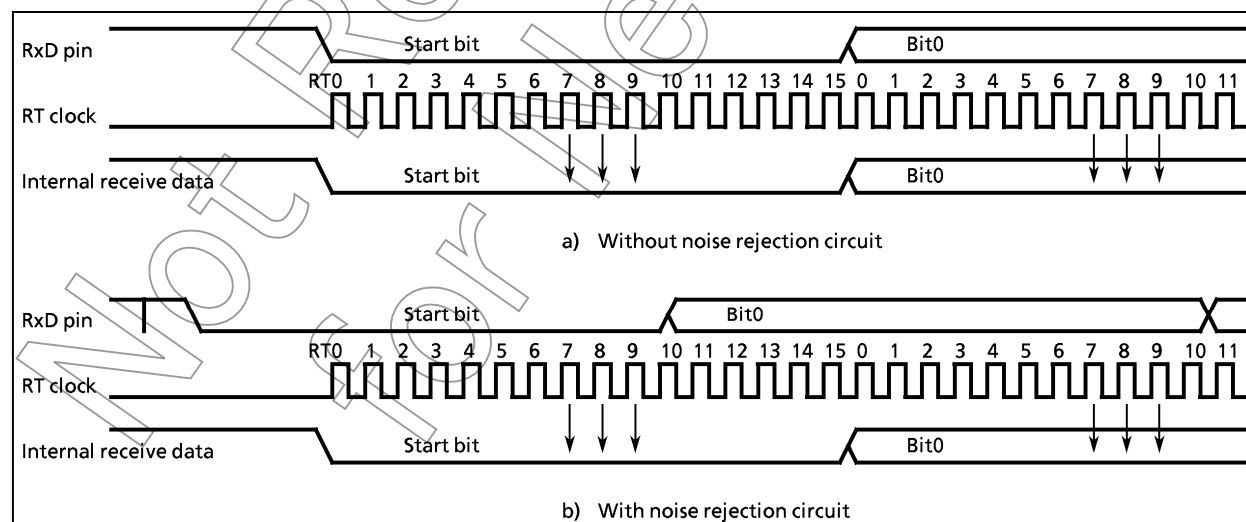 RxD pin Start bit Bit0
RT0 1 2 3 4 5 6 7 8 9 10 11 12 13 14 15 0 1 2 3 4 5 6 7 8 9 10 11
RT clock
Internal receive data Start bit Bit0
a) Without noise rejection circuit
RxD pin Start bit Bit0
RT0 1 2 3 4 5 6 7 8 9 10 11 12 13 14 15 0 1 2 3 4 5 6 7 8 9 10 11
RT clock
Internal receive data Start bit Bit0
b) With noise rejection circuit
Not
for